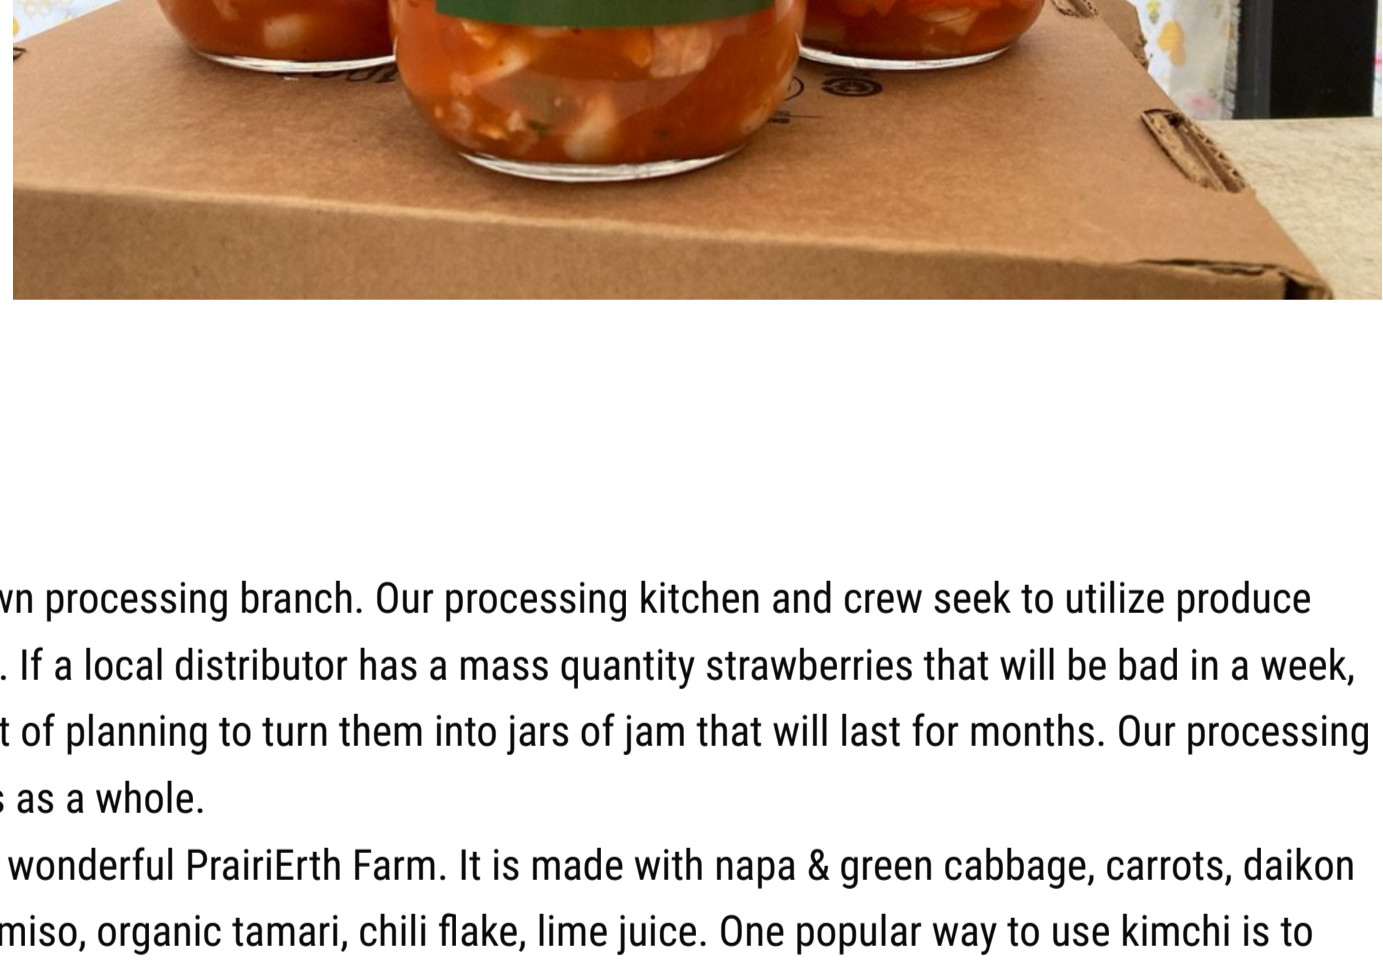 processing branch. Our processing kitchen and crew seek to utilize produce
. If a local distributor has a mass quantity strawberries that will be bad in a week,
of planning to turn them into jars of jam that will last for months. Our processing
as a whole.
wonderful PrairiErth Farm. It is made with napa & green cabbage, carrots, daikon
miso, organic tamari, chili flake, lime juice. One popular way to use kimchi is to